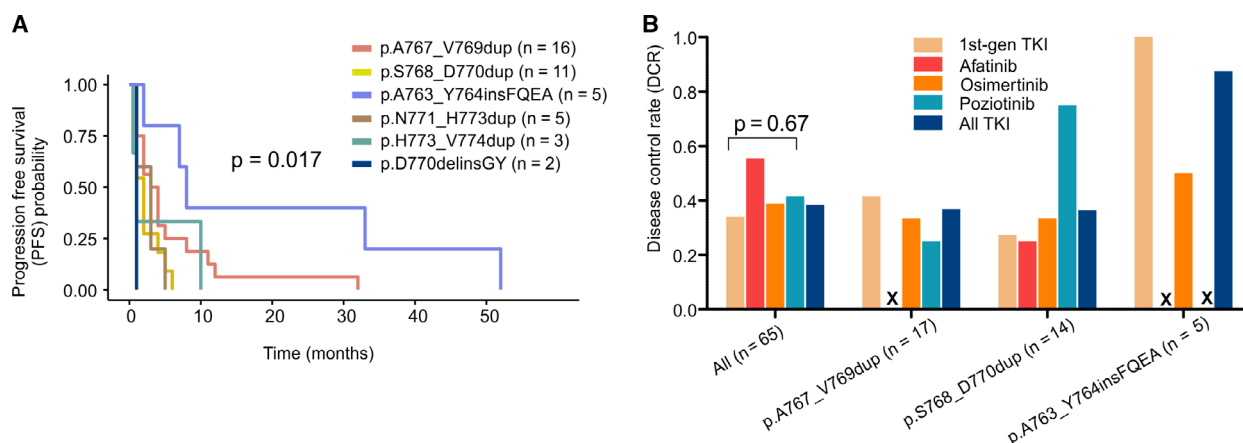 A
p.A767_V769dup (n = 16)
p.S768_D770dup (n = 11)
p.A763_Y764insFQEA (n = 5)
p.N771_H773dup (n = 5)
p.H773_V774dup (n = 3)
p.D770delinsGY (n = 2)
p = 0.017
Progression free survival
(PFS) probability
1.00
0.75
0.50
0.25
0.00
0
10
20
30
40
50
Time (months)
B
1st-gen TKI
Afatinib
Osimertinib
Poziotinib
All TKI
p = 0.67
Disease control rate (DCR)
1.0
0.8
0.6
0.4
0.2
0.0
x
x
x
All (n = 65)
p.A767_V769dup (n = 17)
p.S768_D770dup (n = 14)
p.A763_Y764insFQEA (n = 5)